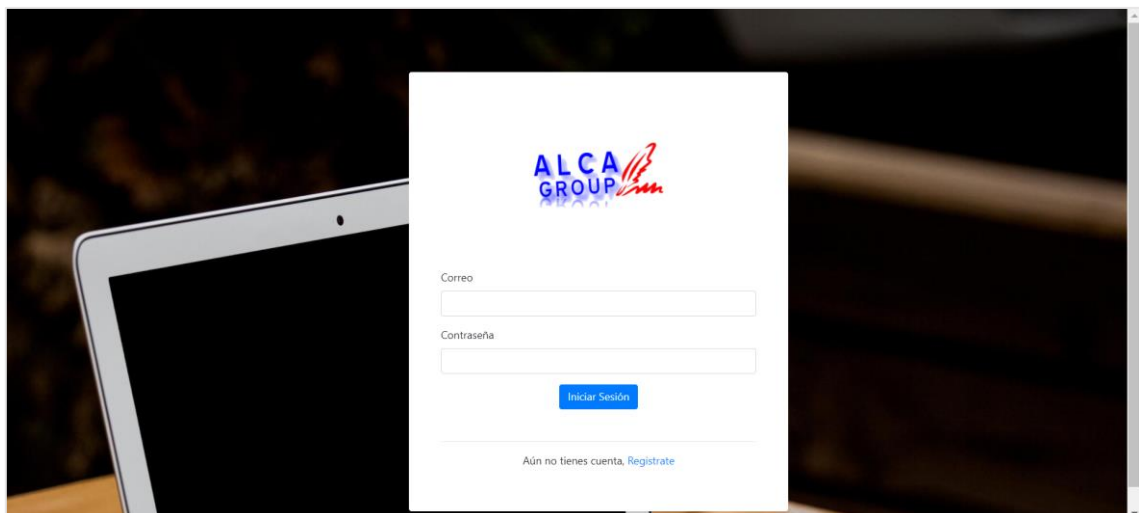 ALCA
GROUP
Correo
Contraseña
Iniciar Sesión
Aún no tienes cuenta, Registrate